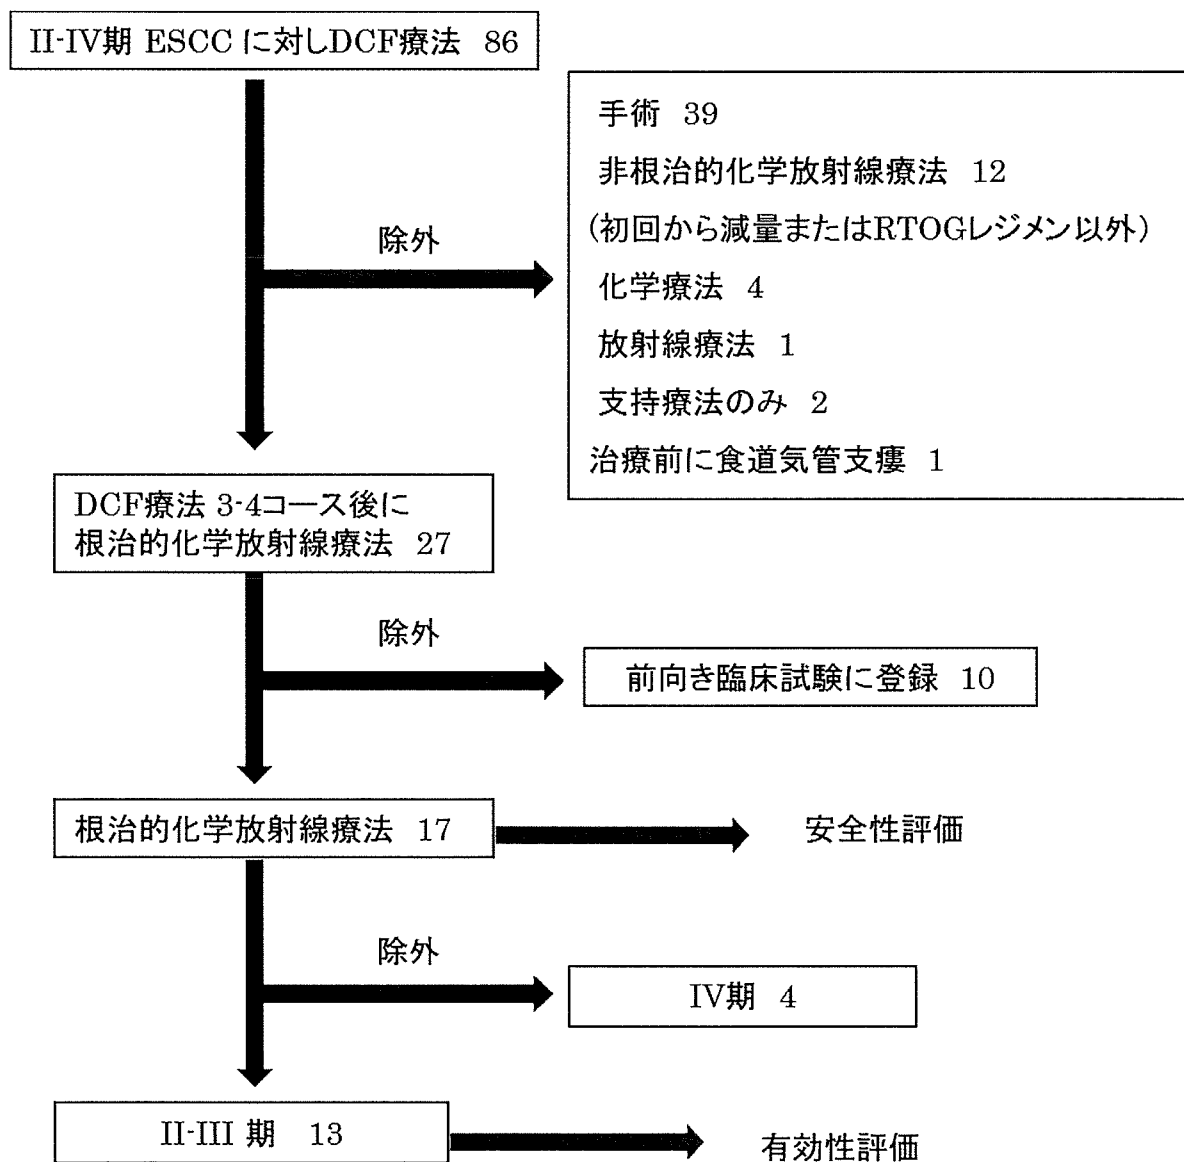 II-IV期 ESCC に対しDCF療法 86
手術 39
非根治的化学放射線療法 12
(初回から減量またはRTOGレジメン以外)
化学療法 4
放射線療法 1
支持療法のみ 2
治療前に食道気管支瘻 1
除外
DCF療法 3-4コース後に
根治的化学放射線療法 27
除外
前向き臨床試験に登録 10
根治的化学放射線療法 17
安全性評価
除外
IV期 4
II-III 期 13
有効性評価